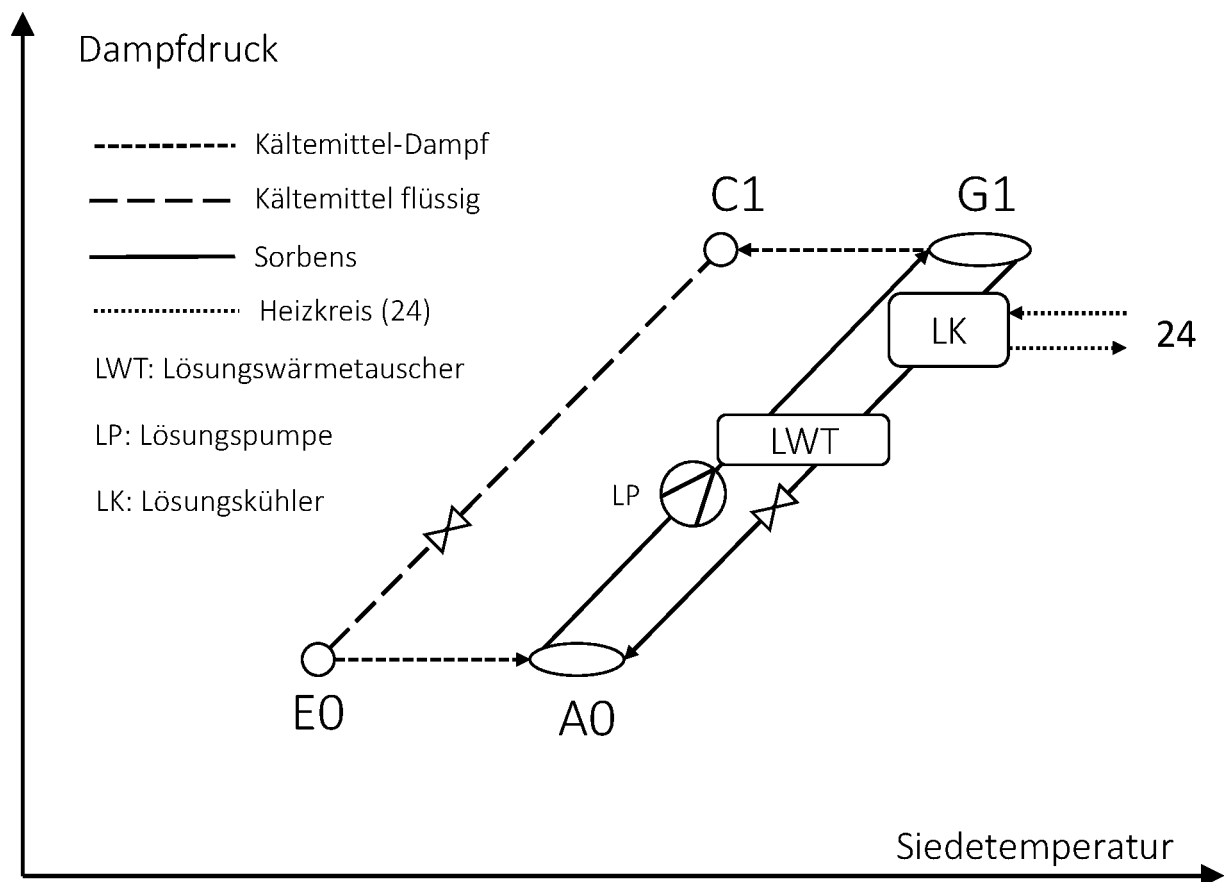 Dampfdruck
Kältemittel-Dampf
Kältemittel flüssig
Sorbens
Heizkreis (24)
LWT: Lösungswärmetauscher
LP: Lösungspumpe
LK: Lösungskühler
C1
G1
LK
24
LWT
LP
E0
A0
Siedetemperatur